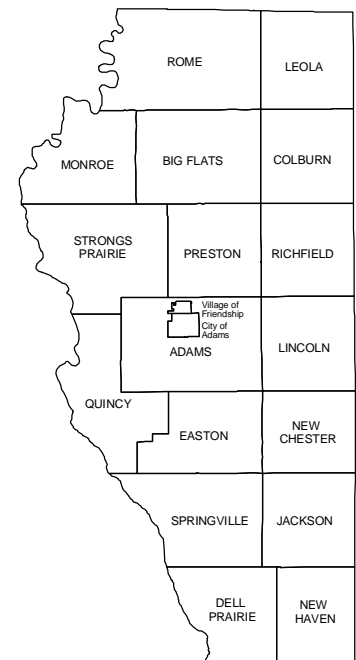 ROME
LEOLA
MONROE
BIG FLATS
COLBURN
STRONGS
PRAIRIE
PRESTON
RICHFIELD
Village of
Friendship
City of
Adams
ADAMS
LINCOLN
QUINCY
EASTON
NEW
CHESTER
SPRINGVILLE
JACKSON
DELL
PRAIRIE
NEW
HAVEN